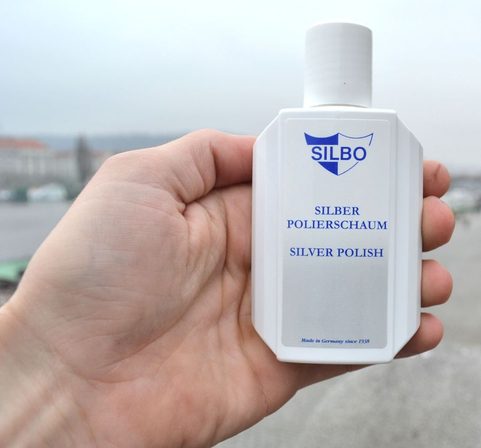 SILBO
SILBER
POLIERSCHAUM
SILVER POLISH
Made in Germany since 1938